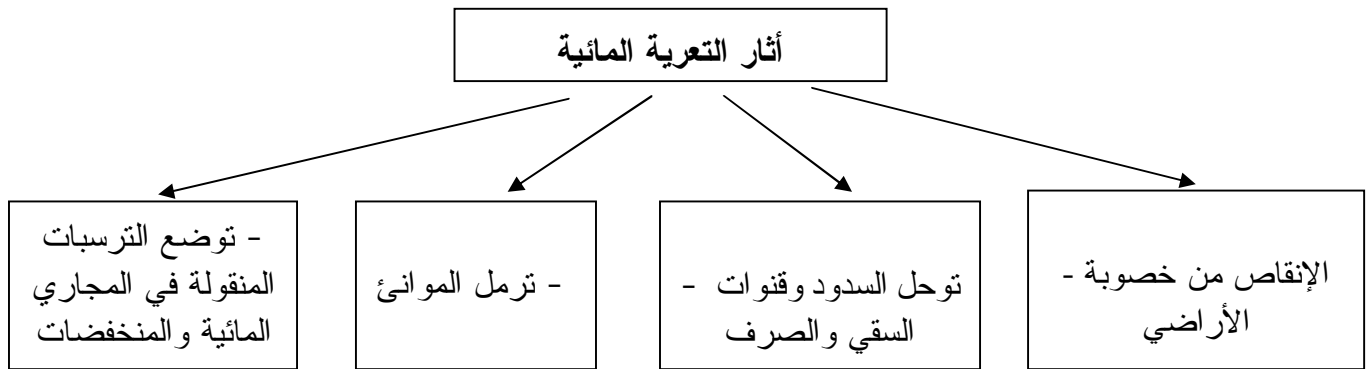 أثار التعرية المائية
الإنقاص من خصوبة -
الأراضي
توحل السدود وقنوات -
السقي والصرف
- ترمل الموانئ
- توضع الترسبات
المنقولة في المجاري
المائية والمنخفضات